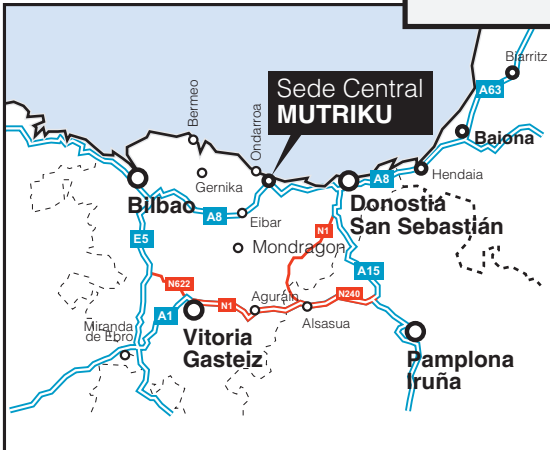 Biarritz
A63
Sede Central
MUTRIKU
Bermeo
Ondarroa
Baiona
Hendaia
A8
Gernika
Bilbao
A8
Eibar
Donostia
San Sebastián
N1
E5
Mondragon
A15
N622
N240
Agurain
N1
A1
Alsasua
Miranda
de Ebro
Vitoria
Gasteiz
Pamplona
Iruña